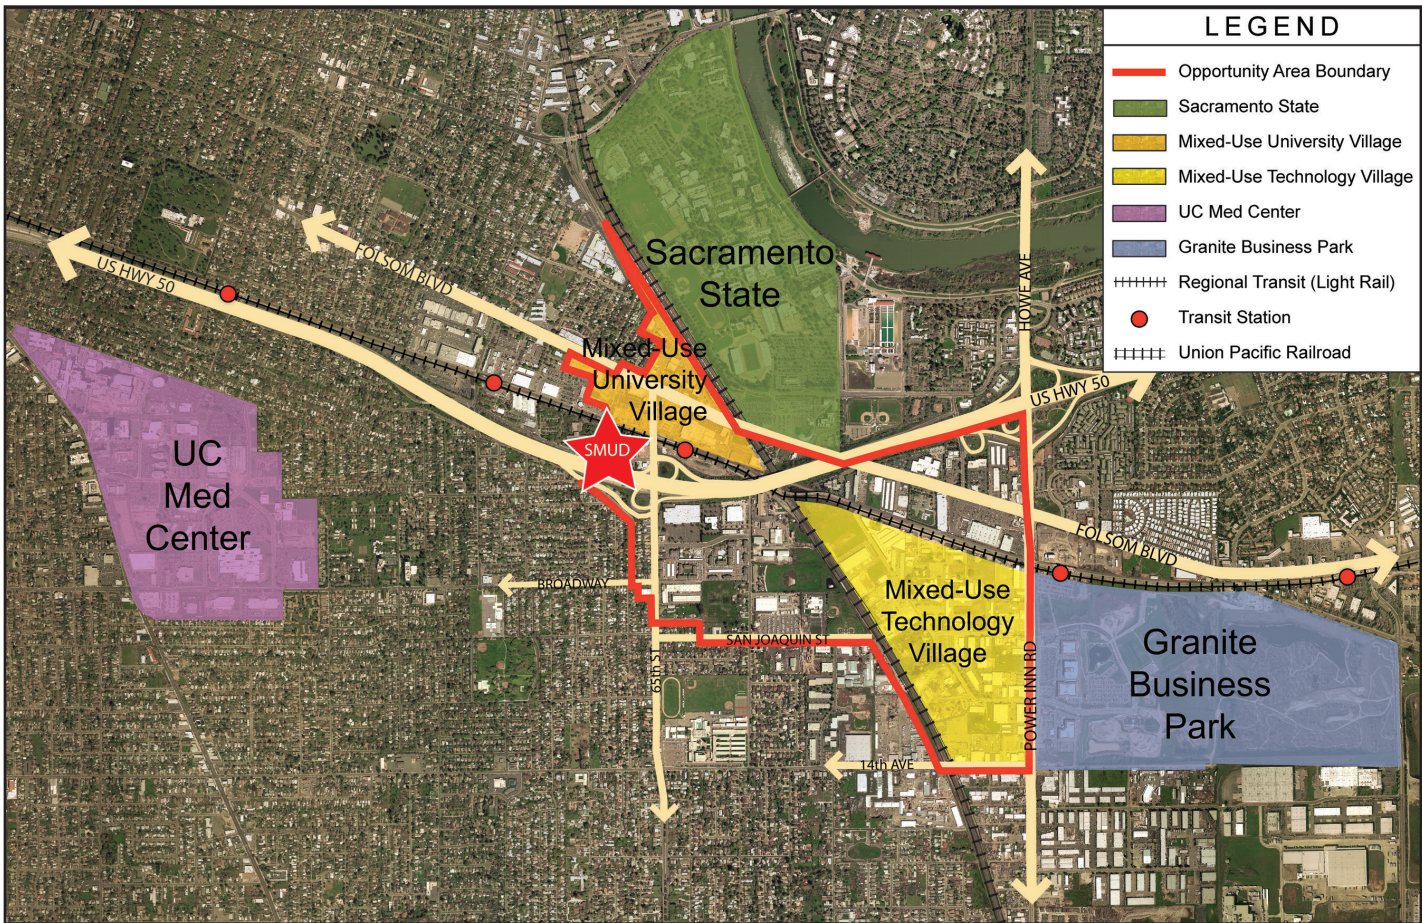 LEGEND
Opportunity Area Boundary
Sacramento State
Mixed-Use University Village
Mixed-Use Technology Village
UC Med Center
Granite Business Park
Regional Transit (Light Rail)
Transit Station
Union Pacific Railroad
HOWE AVE
Sacramento
State
FOLSOM BLVD
US HWY 50
Mixed-Use
University
Village
US HWY 50
SMUD
UC
Med
Center
FOLSOM BLVD
BROADWAY
Mixed-Use
Technology
Village
SAN JOAQUIN ST
65th ST
Granite
Business
Park
POWER INN RD
14th AVE